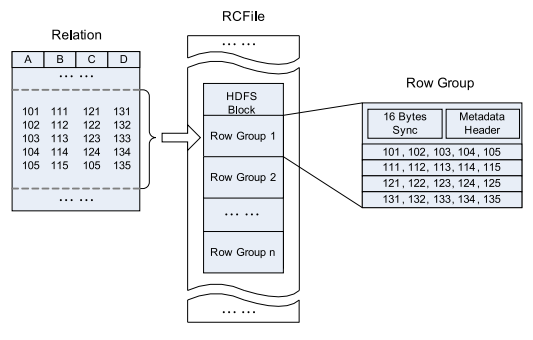 Relation
A B C D
... ...
101 111 121 131
102 112 122 132
103 113 123 133
104 114 124 134
105 115 105 135
... ...
RCFile
... ...
HDFS
Block
Row Group 1
Row Group 2
... ...
Row Group n
... ...
Row Group
16 Bytes
Sync
Metadata
Header
101, 102, 103, 104, 105
111, 112, 113, 114, 115
121, 122, 123, 124, 125
131, 132, 133, 134, 135